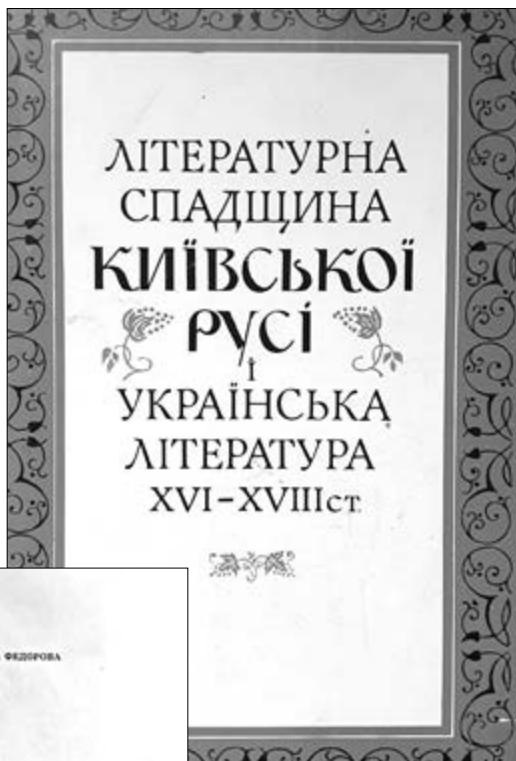 ЛІТЕРАТУРНА
СПАДЩИНА
КИЇВСЬКОЇ
РУСІ
І
УКРАЇНСЬКА
ЛІТЕРАТУРА
XVI–XVIII ст.
ФЕДОРОВА